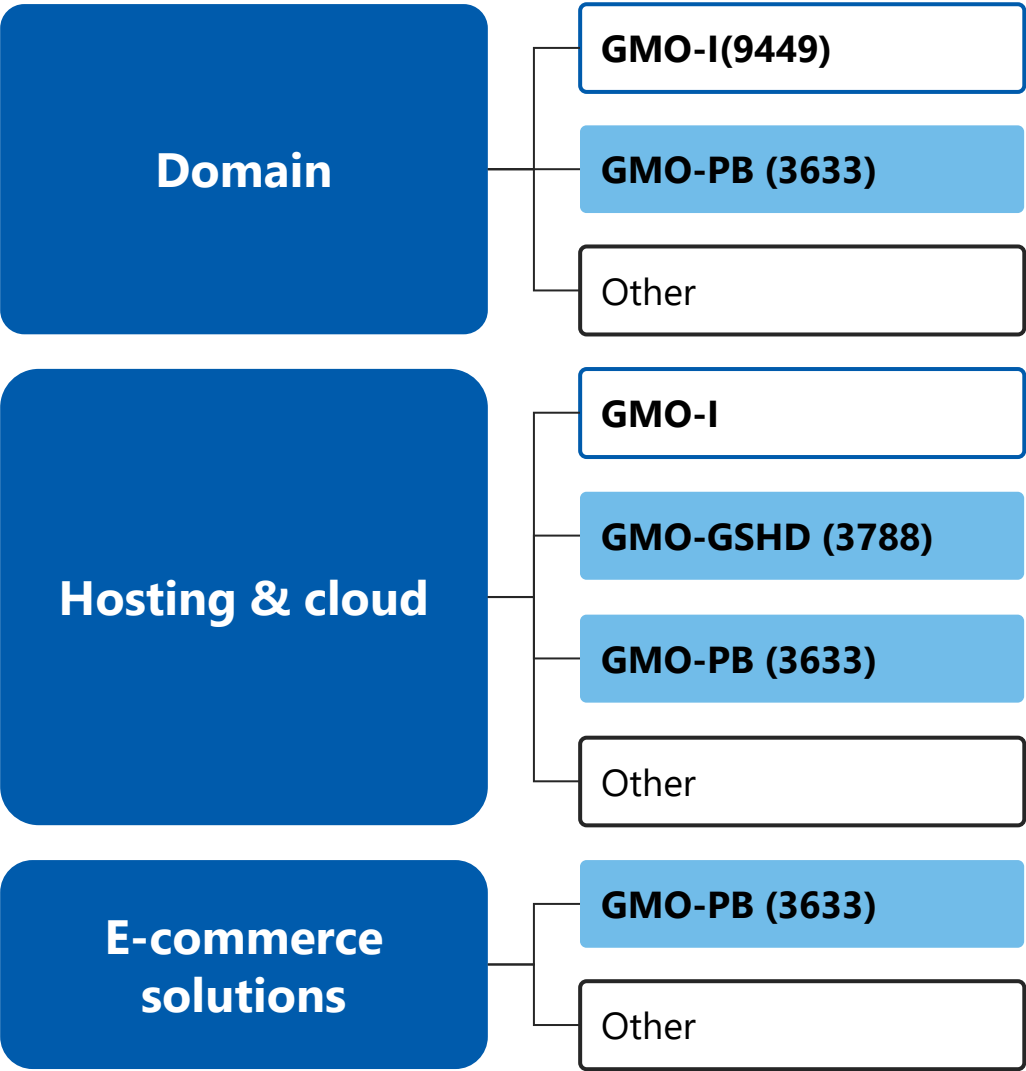 Domain
GMO-I(9449)
GMO-PB (3633)
Other
Hosting & cloud
GMO-I
GMO-GSHD (3788)
GMO-PB (3633)
Other
E-commerce
solutions
GMO-PB (3633)
Other